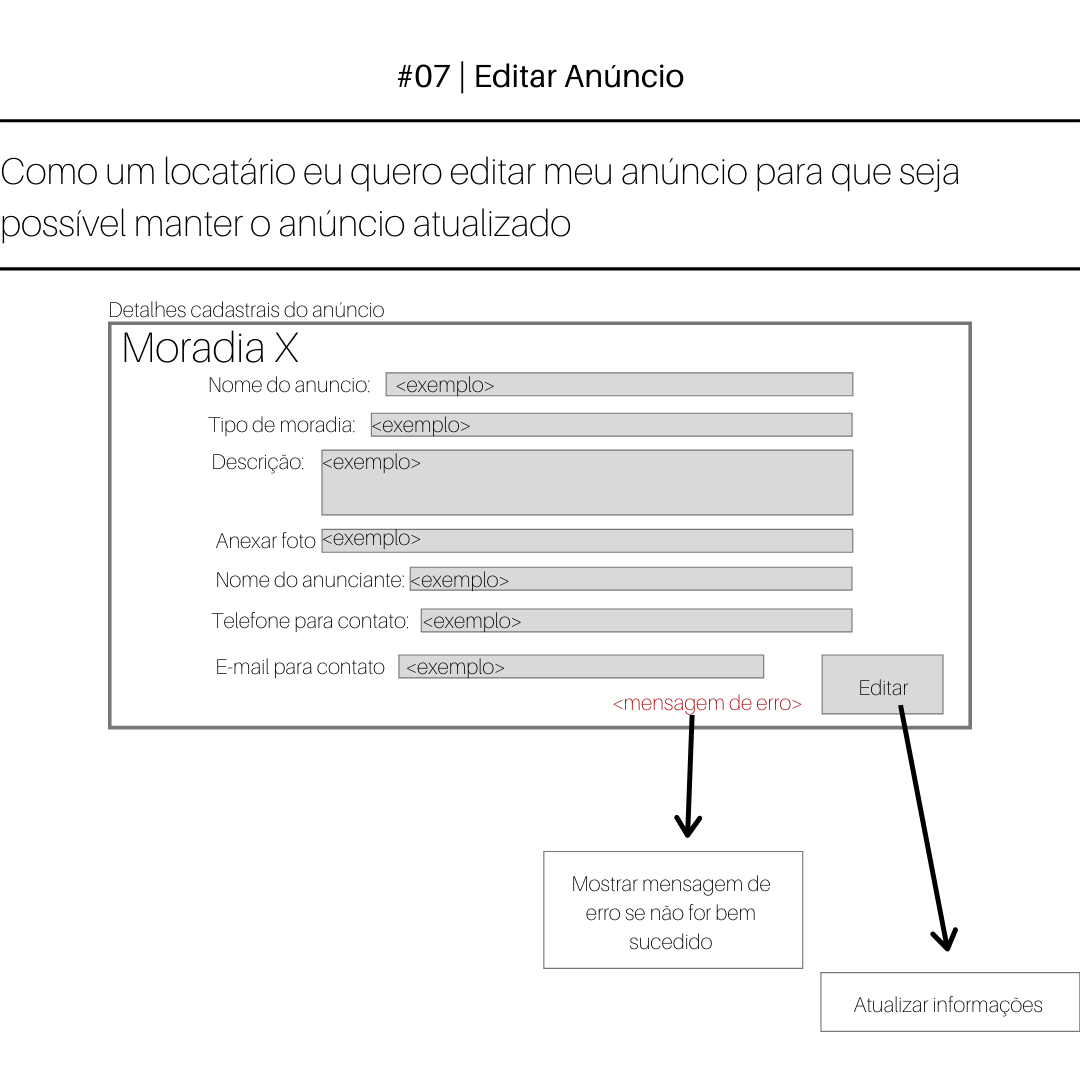 #07 | Editar Anúncio
Como um locatário eu quero editar meu anúncio para que seja
possível manter o anúncio atualizado
Detalhes cadastrais do anúncio
Moradia X
Nome do anuncio: <exemplo>
Tipo de moradia: <exemplo>
Descrição: <exemplo>
Anexar foto <exemplo>
Nome do anunciante: <exemplo>
Telefone para contato: <exemplo>
E-mail para contato <exemplo>
Editar
<mensagem de erro>
Mostrar mensagem de
erro se não for bem
sucedido
Atualizar informações